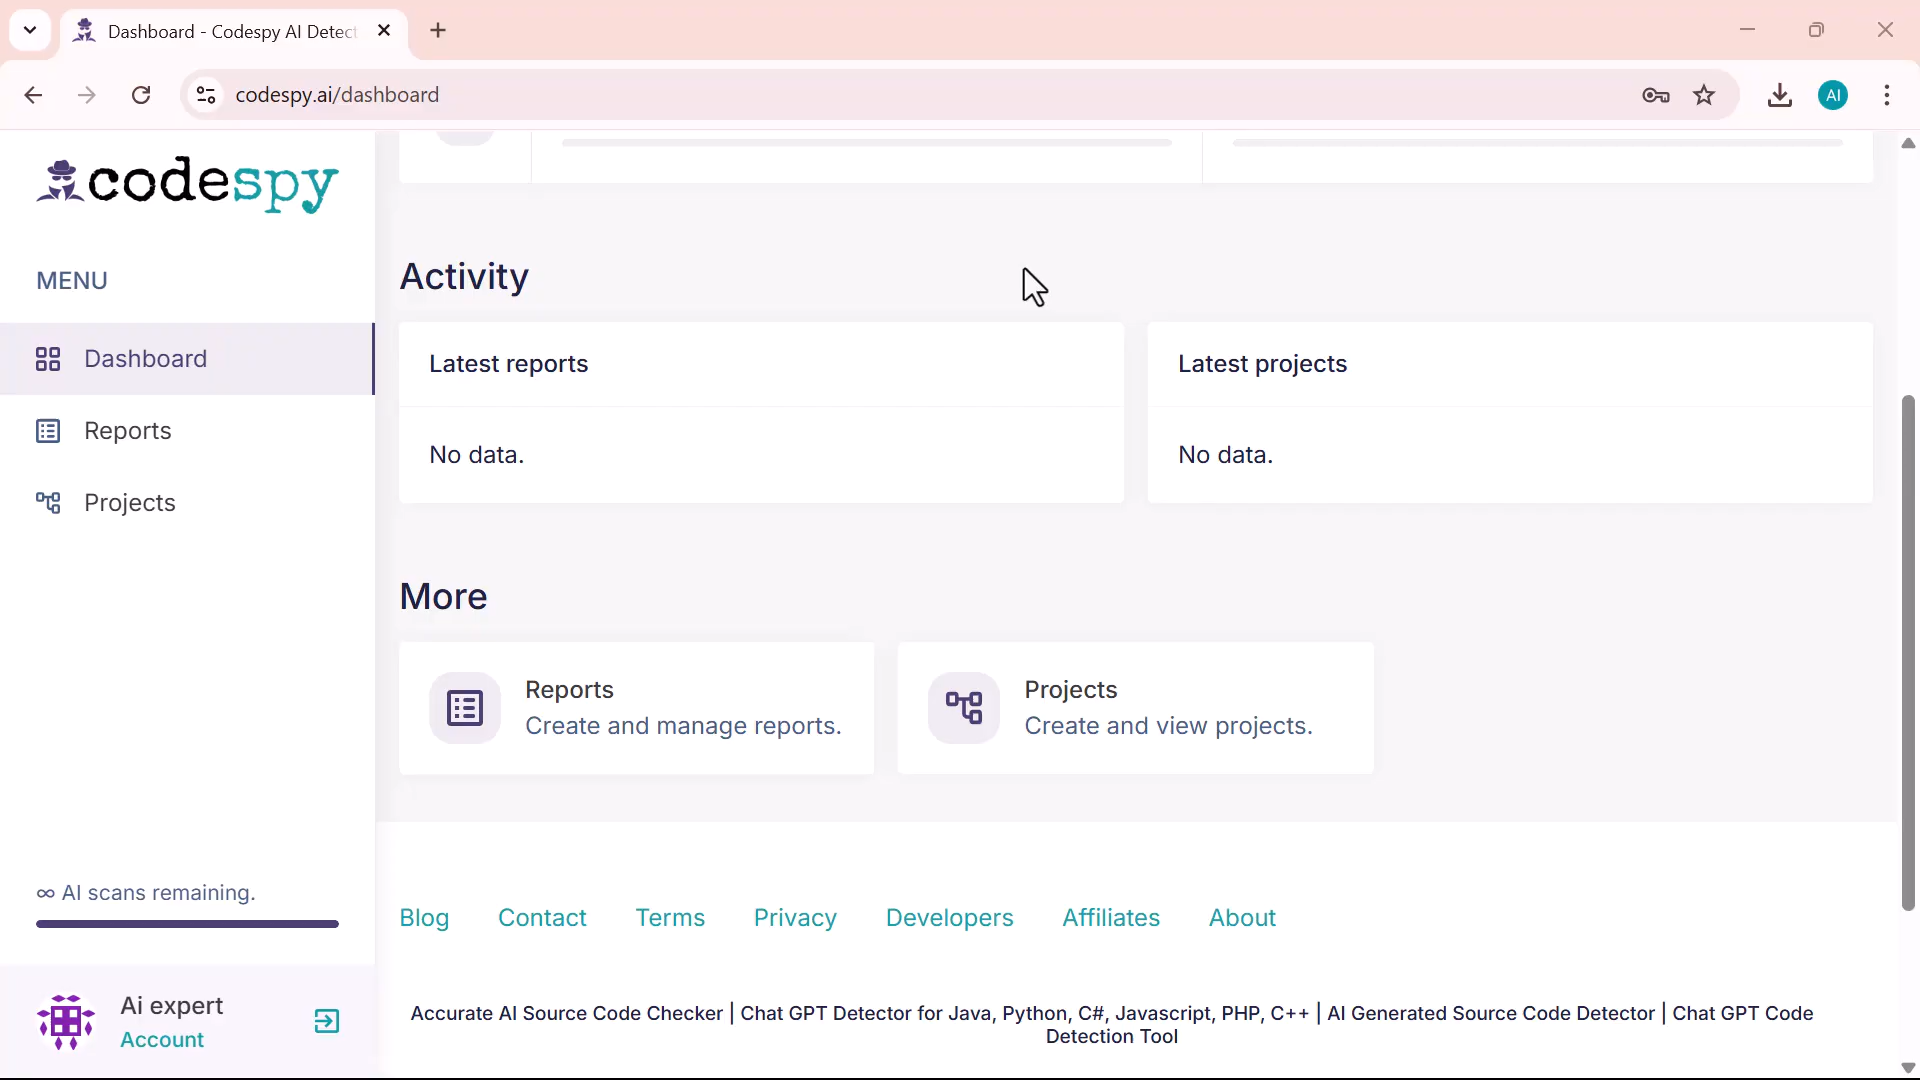 Dashboard - Codespy AI Detect
codespy.ai/dashboard
AI
codespy
MENU
Dashboard
Reports
Projects
∞ AI scans remaining.
Ai expert
Account
Activity
Latest reports
No data.
Latest projects
No data.
More
Reports
Create and manage reports.
Projects
Create and view projects.
Blog Contact Terms Privacy Developers Affiliates About
Accurate AI Source Code Checker | Chat GPT Detector for Java, Python, C#, Javascript, PHP, C++ | AI Generated Source Code Detector | Chat GPT Code
Detection Tool